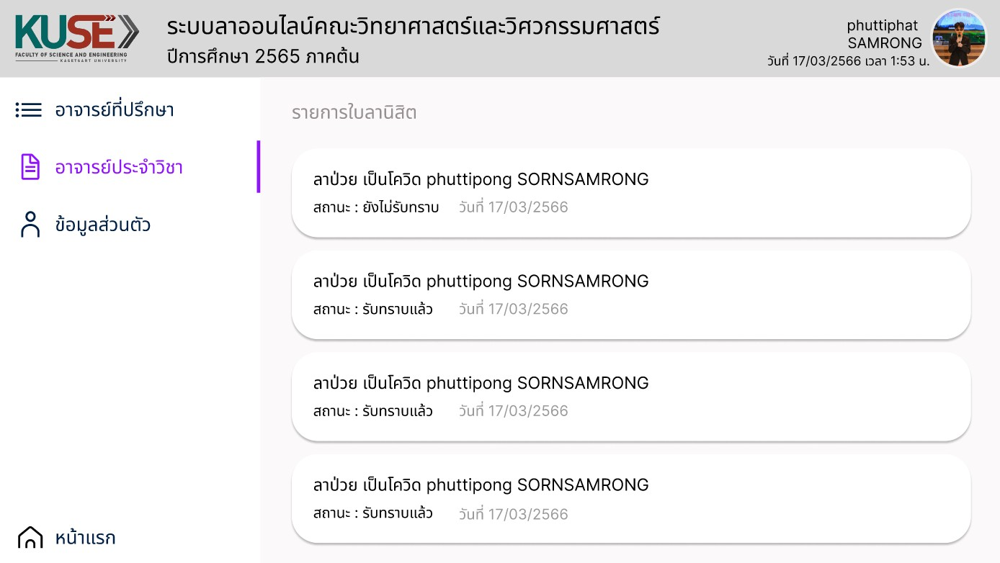 KUSE
FACULTY OF SCIENCE AND ENGINEERING
KASETSART UNIVERSITY
ระบบลาออนไลน์คณะวิทยาศาสตร์และวิศวกรรมศาสตร์
ปีการศึกษา 2565 ภาคต้น
phuttiphat
SAMRONG
วันที่ 17/03/2566 เวลา 1:53 น.
อาจารย์ที่ปรึกษา
อาจารย์ประจำวิชา
ข้อมูลส่วนตัว
หน้าแรก
รายการใบลานิสิต
ลาป่วย เป็นโควิด phuttipong SORNSAMRONG
สถานะ : ยังไม่รับทราบ วันที่ 17/03/2566
ลาป่วย เป็นโควิด phuttipong SORNSAMRONG
สถานะ : รับทราบแล้ว วันที่ 17/03/2566
ลาป่วย เป็นโควิด phuttipong SORNSAMRONG
สถานะ : รับทราบแล้ว วันที่ 17/03/2566
ลาป่วย เป็นโควิด phuttipong SORNSAMRONG
สถานะ : รับทราบแล้ว วันที่ 17/03/2566